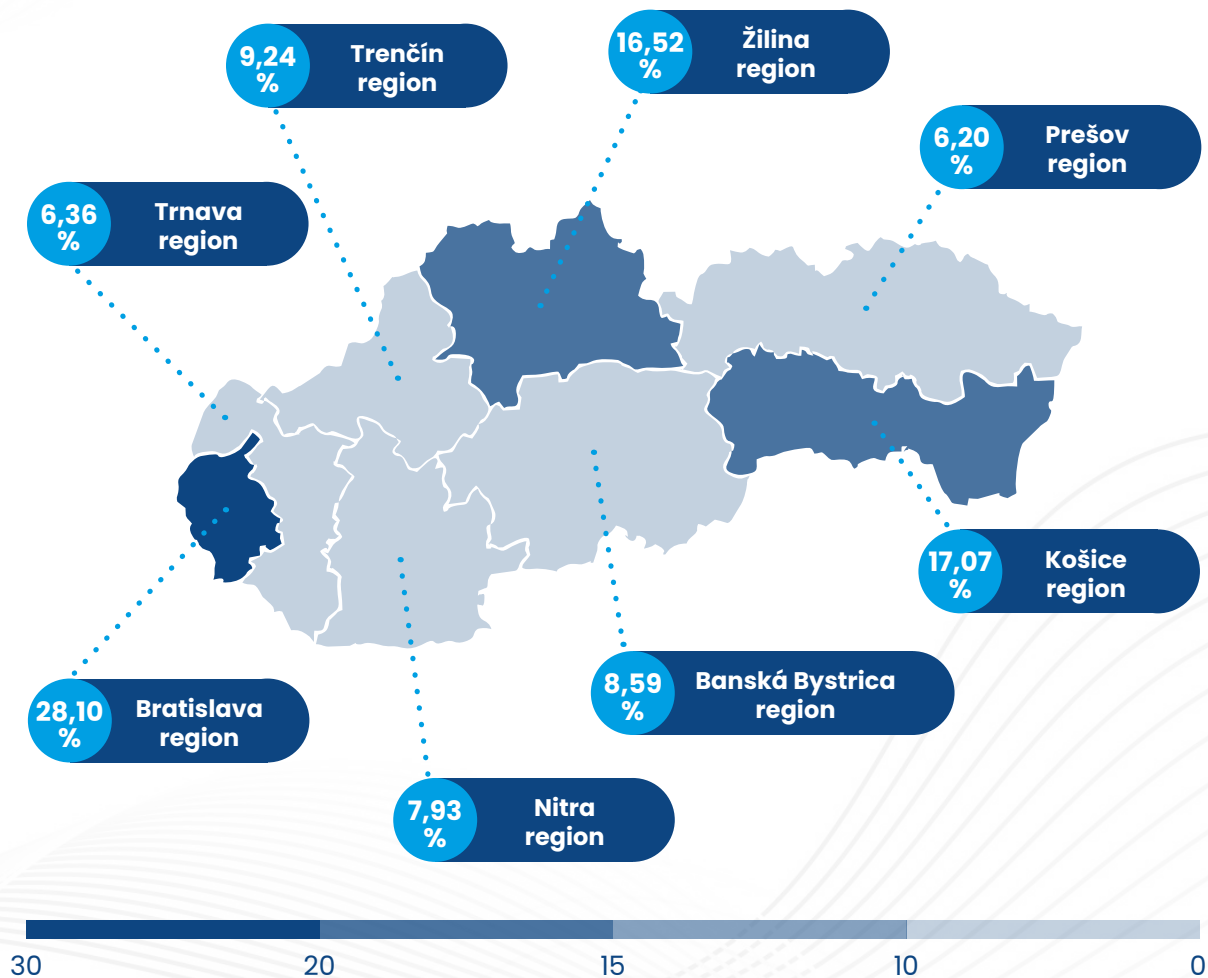 9,24
%
Trenčín
region
16,52
%
Žilina
region
6,20
%
Prešov
region
6,36
%
Trnava
region
17,07
%
Košice
region
8,59
%
Banská Bystrica
region
28,10
%
Bratislava
region
7,93
%
Nitra
region
30
20
15
10
0